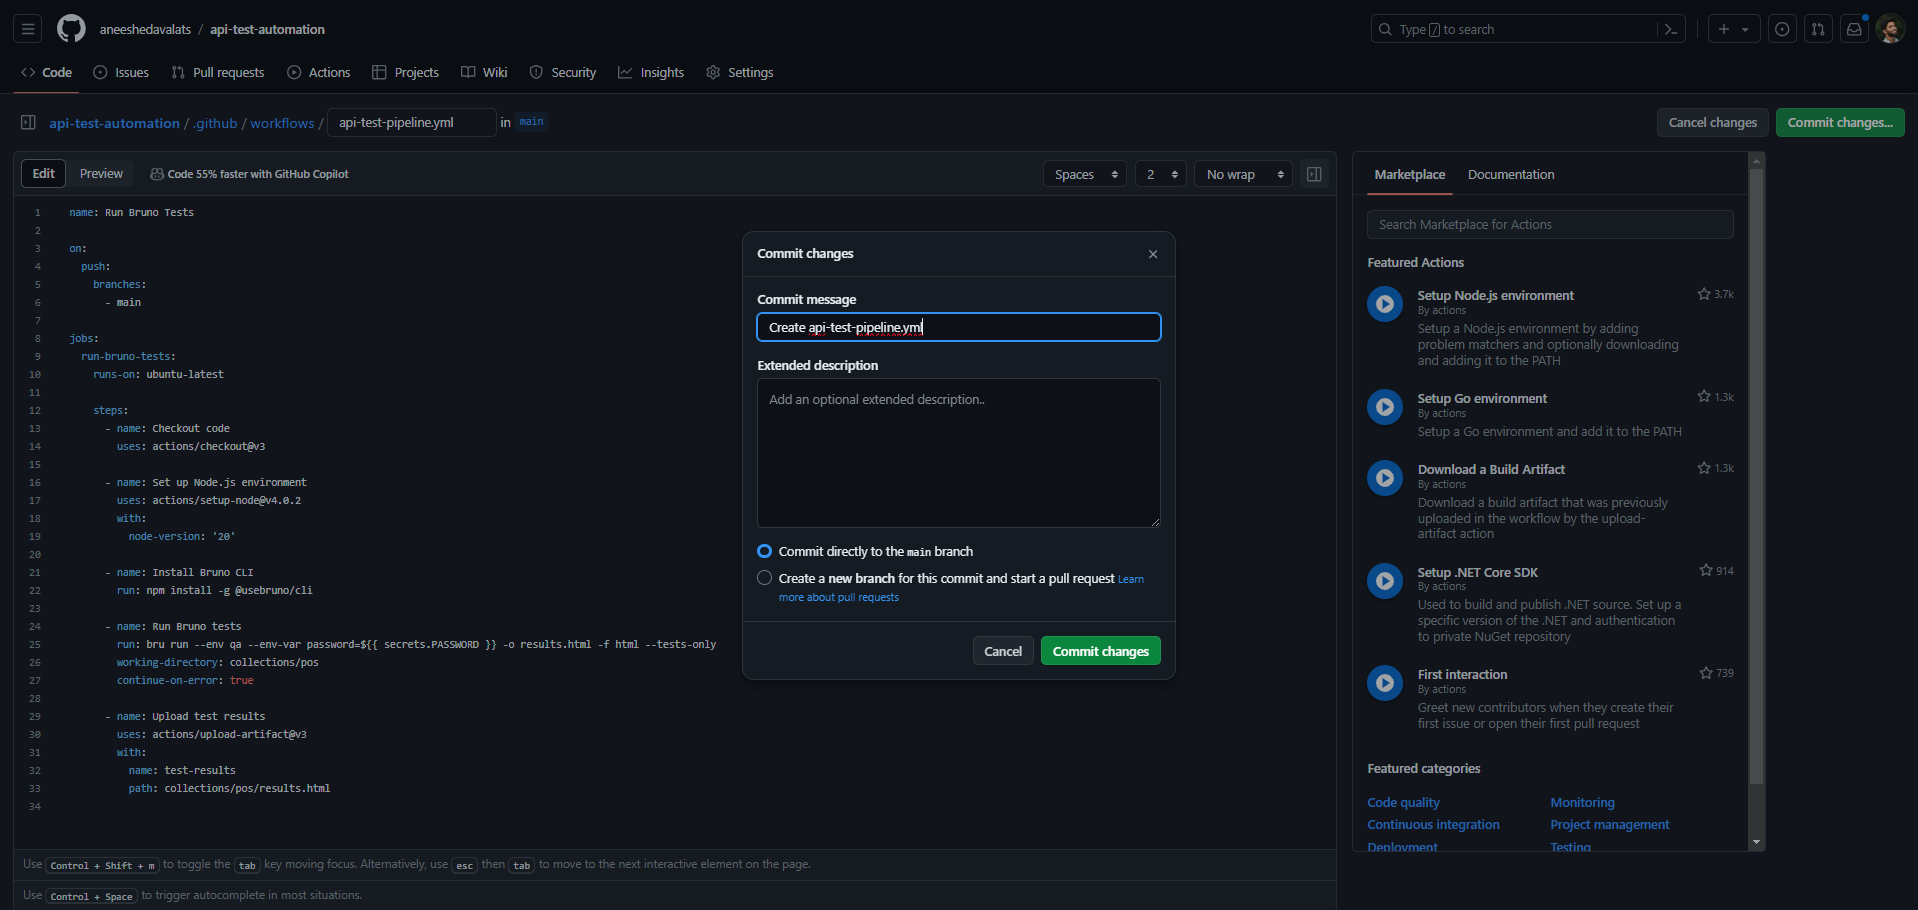 aneeshedavalats / api-test-automation
Type / to search
Code
Issues
Pull requests
Actions
Projects
Wiki
Security
Insights
Settings
api-test-automation / .github / workflows / api-test-pipeline.yml in main
Cancel changes
Commit changes...
Edit
Preview
Code 55% faster with GitHub Copilot
Spaces
2
No wrap
1 name: Run Bruno Tests
2
3 on:
4 push:
5 branches:
6 - main
7
8 jobs:
9 run-bruno-tests:
10 runs-on: ubuntu-latest
11
12 steps:
13 - name: Checkout code
14 uses: actions/checkout@v3
15
16 - name: Set up Node.js environment
17 uses: actions/setup-node@v4.0.2
18 with:
19 node-version: '20'
20
21 - name: Install Bruno CLI
22 run: npm install -g @usebruno/cli
23
24 - name: Run Bruno tests
25 run: bru run --env qa --env-var password=${{ secrets.PASSWORD }} -o results.html -f html --tests-only
26 working-directory: collections/pos
27 continue-on-error: true
28
29 - name: Upload test results
30 uses: actions/upload-artifact@v3
31 with:
32 name: test-results
33 path: collections/pos/results.html
34
Use Control + Shift + m to toggle the tab key moving focus. Alternatively, use esc then tab to move to the next interactive element on the page.
Use Control + Space to trigger autocomplete in most situations.
Commit changes
Commit message
Create api-test-pipeline.yml
Extended description
Add an optional extended description..
Commit directly to the main branch
Create a new branch for this commit and start a pull request Learn
more about pull requests
Cancel
Commit changes
Marketplace
Documentation
Search Marketplace for Actions
Featured Actions
Setup Node.js environment
3.7k
By actions
Setup a Node.js environment by adding
problem matchers and optionally downloading
and adding it to the PATH
Setup Go environment
1.3k
By actions
Setup a Go environment and add it to the PATH
Download a Build Artifact
1.3k
By actions
Download a build artifact that was previously
uploaded in the workflow by the upload-
artifact action
Setup .NET Core SDK
914
By actions
Used to build and publish .NET source. Set up a
specific version of the .NET and authentication
to private NuGet repository
First interaction
739
By actions
Greet new contributors when they create their
first issue or open their first pull request
Featured categories
Code quality
Monitoring
Continuous integration
Project management
Deployment
Testing